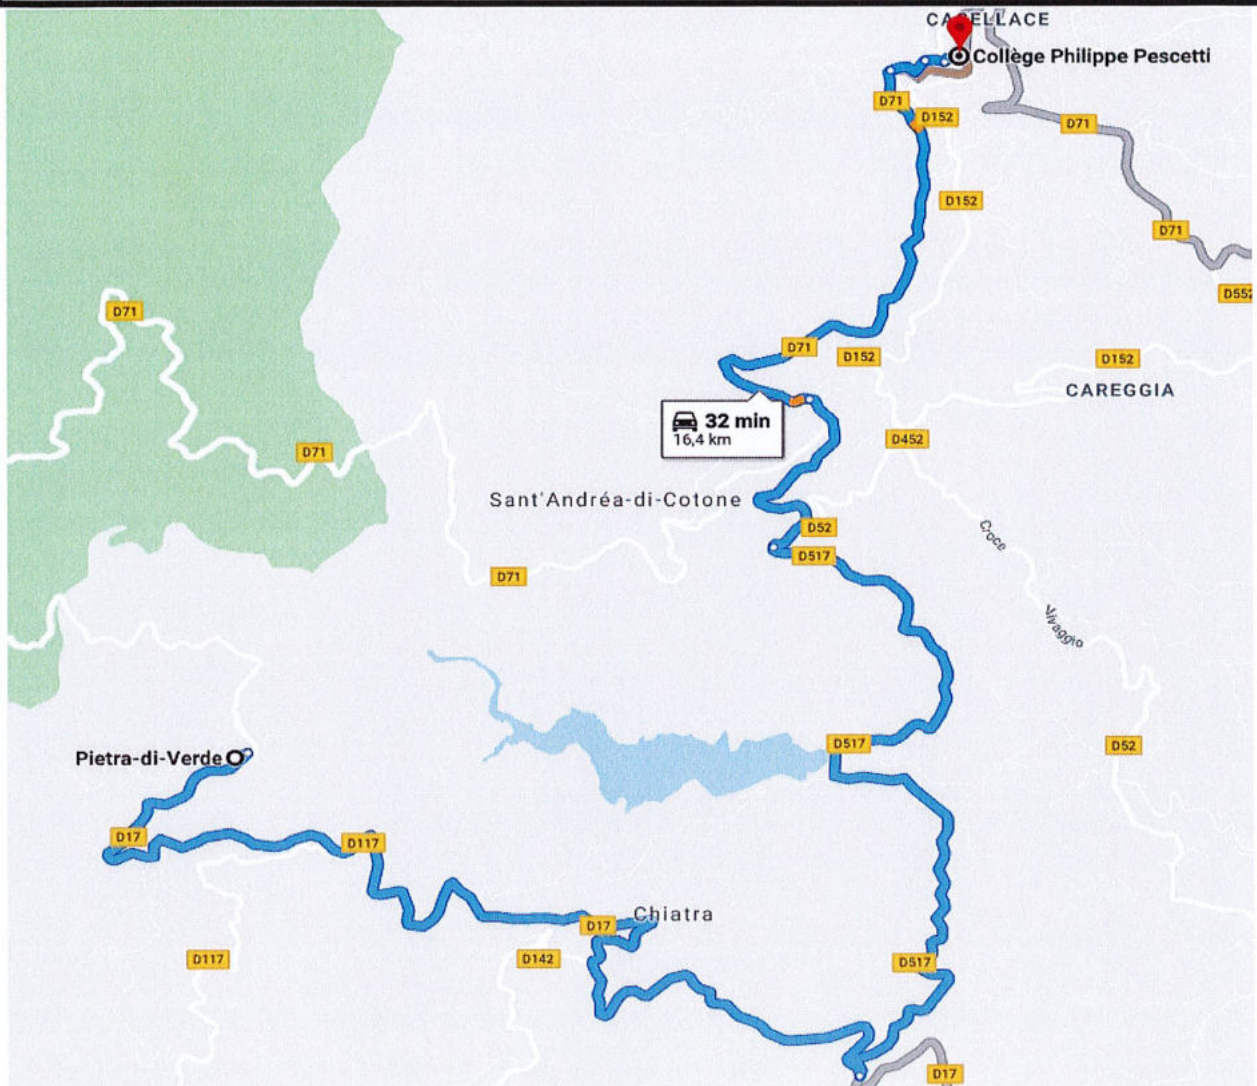 CASELLACE
Collège Philippe Pescetti
D71
D152
D71
D152
D71
D552
D71
D71
D152
D152
CAREGGIA
32 min
16,4 km
D452
D71
Sant'Andréa-di-Cotone
D52
Croce
D517
D71
Nivaggio
D517
D52
Pietra-di-Verde
D17
D117
Chiatra
D17
D117
D142
D517
D17